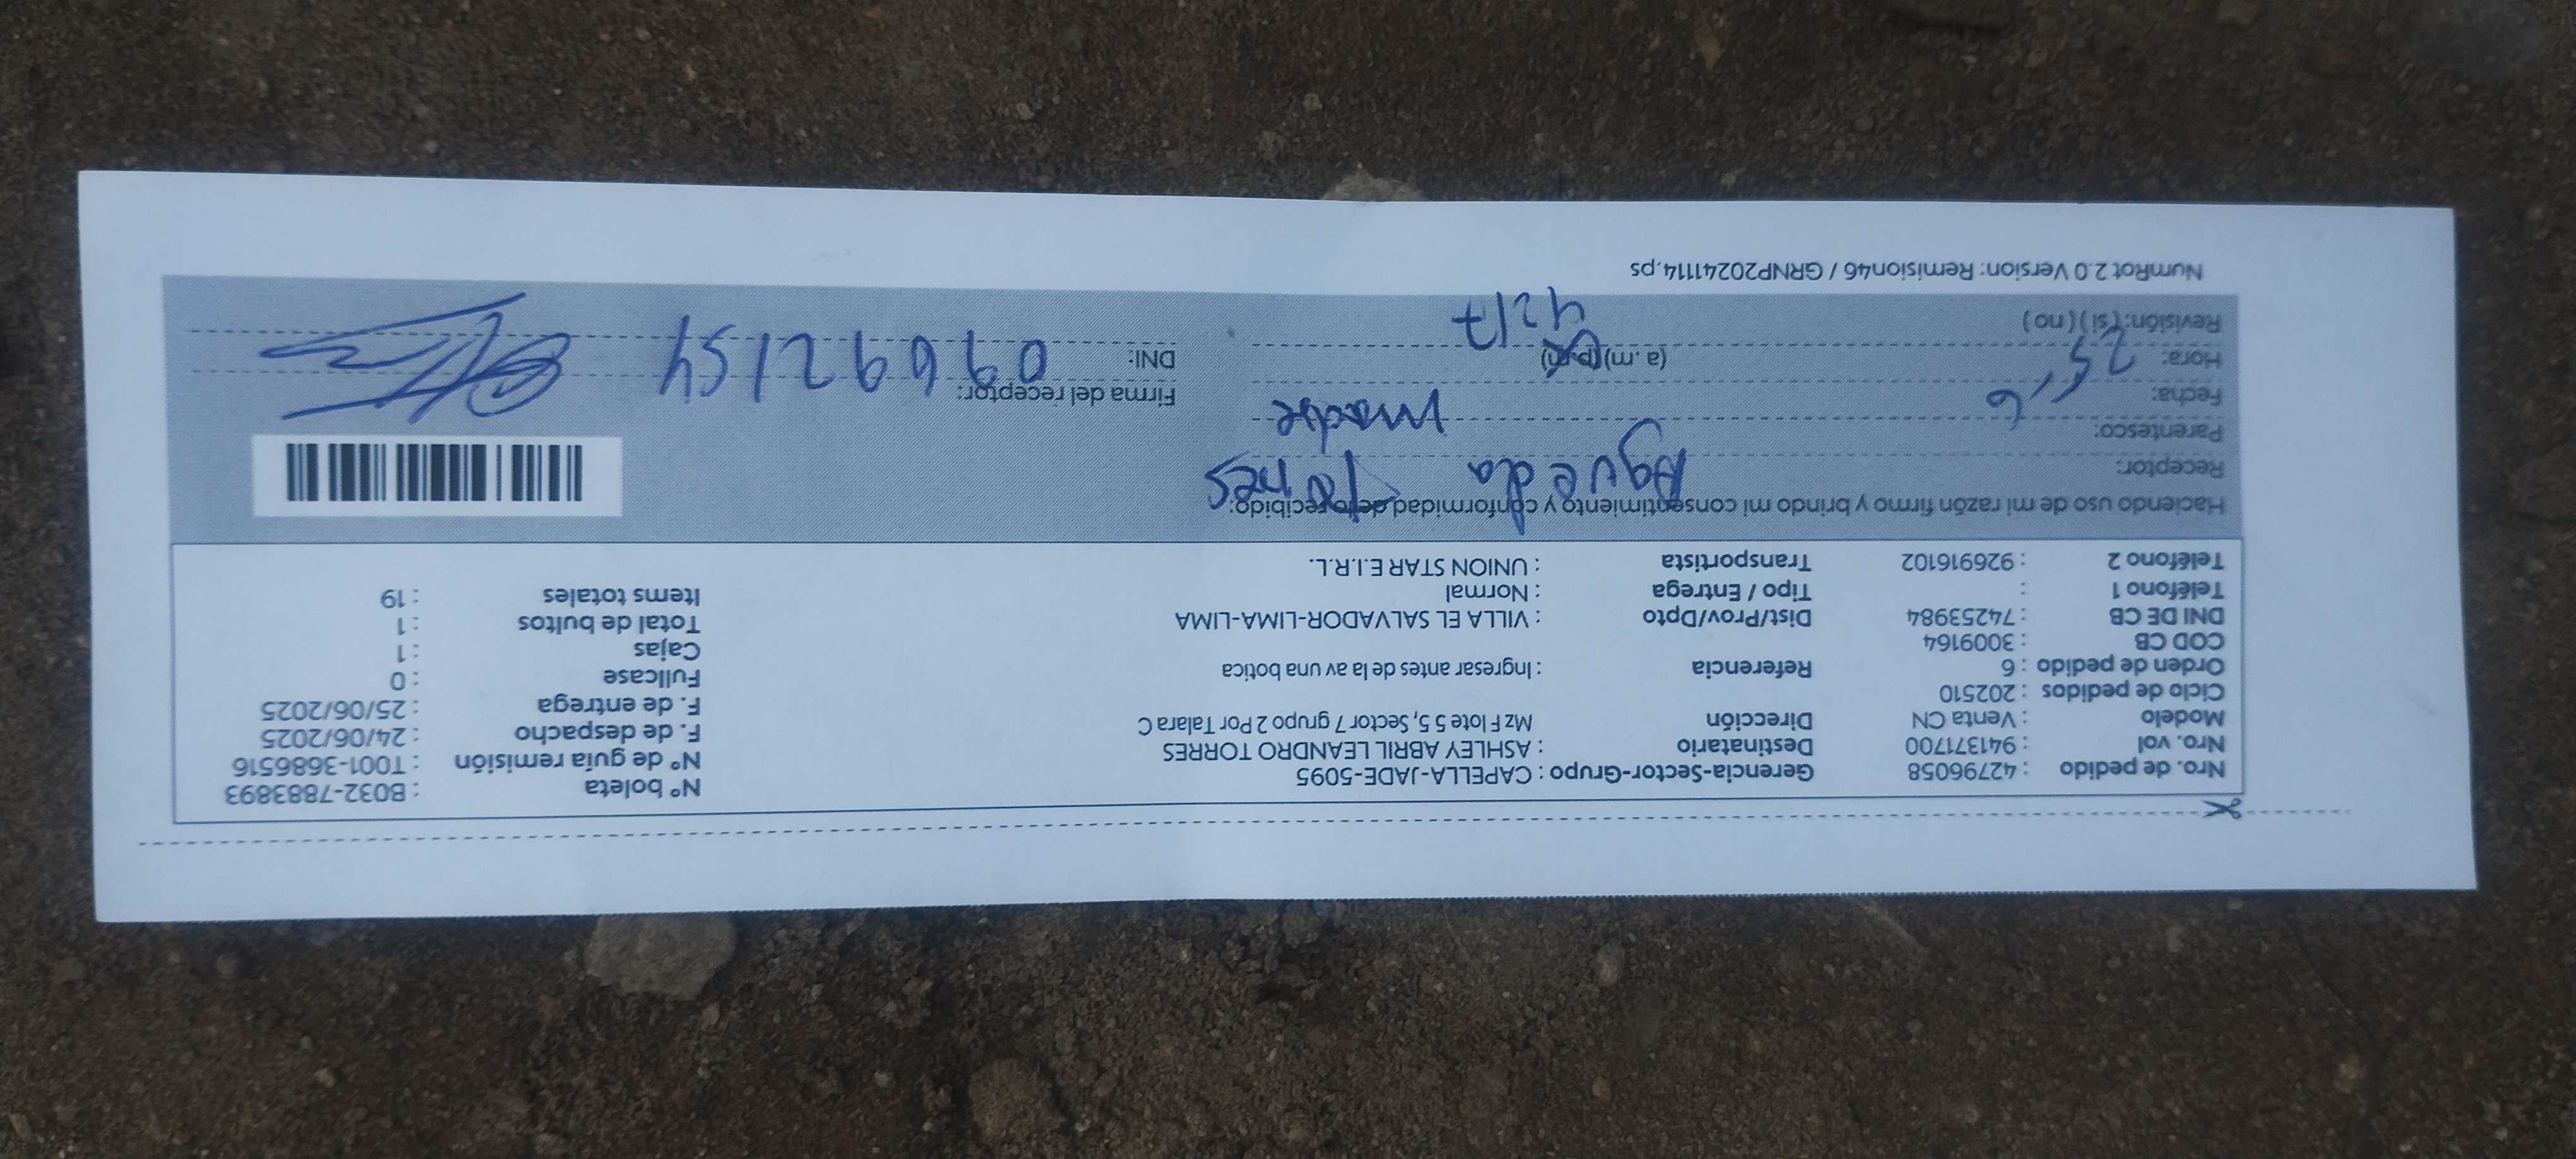 Nro. de pedido : 42796058 Gerencia-Sector-Grupo : CAPELLA-JADE-5095 N° boleta : B032-7883893
Nro. vol : 941371700 Destinatario : ASHLEY ABRIL LEANDRO TORRES N° de guía remisión : T001-3686516
Modelo : Venta CN Dirección Mz F lote 5 5, Sector 7 grupo 2 Por Talara C F. de despacho : 24/06/2025
Ciclo de pedidos : 202510 F. de entrega : 25/06/2025
Orden de pedido : 6 Referencia : Ingresar antes de la av una botica Fullcase : 0
COD CB : 3009164 Cajas : 1
DNI DE CB : 74253984 Dist/Prov/Dpto : VILLA EL SALVADOR-LIMA-LIMA Total de bultos : 1
Teléfono 1 : Tipo / Entrega : Normal Items totales : 19
Teléfono 2 : 926916102 Transportista : UNION STAR E.I.R.L.
Haciendo uso de mi razón firmo y brindo mi consentimiento y conformidad de lo recibido:
Receptor: Agueda Torres
Parentesco: madre
Fecha: 25, 6 Firma del receptor:
Hora: (a.m) (p.m) DNI: 09692154
Revisión: (si) (no)
NumRot 2.0 Version: Remision46 / GRNP20241114.ps